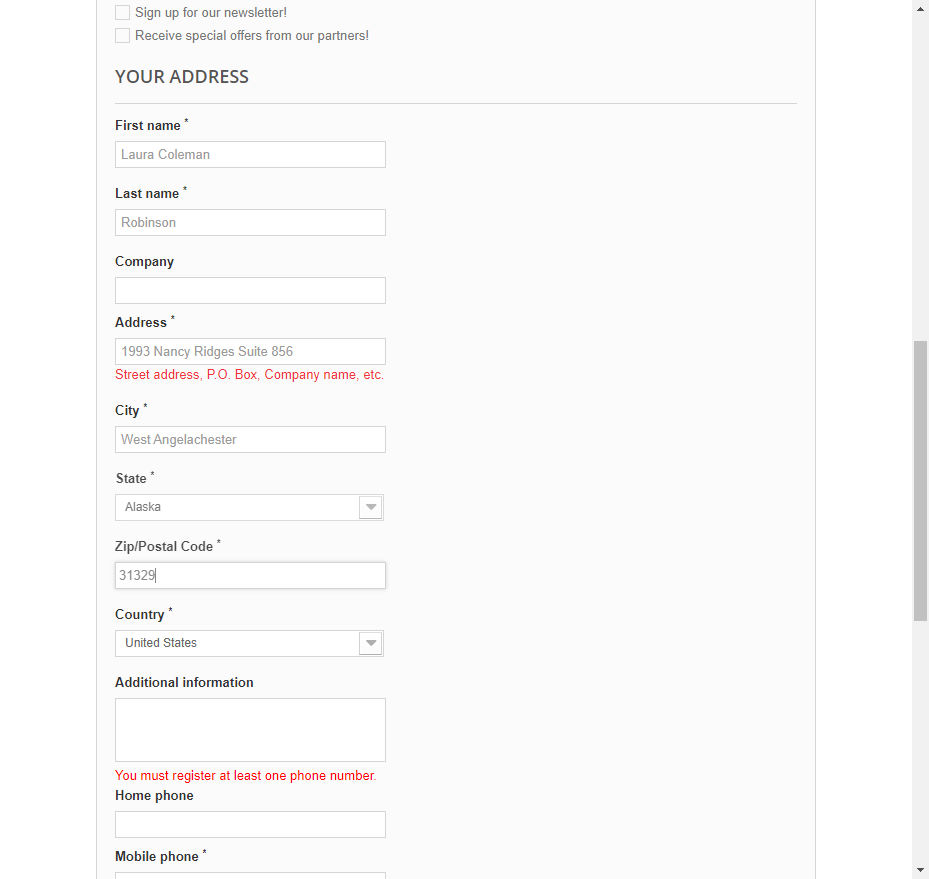 Sign up for our newsletter!
Receive special offers from our partners!
YOUR ADDRESS
First name *
Laura Coleman
Last name *
Robinson
Company
Address *
1993 Nancy Ridges Suite 856
Street address, P.O. Box, Company name, etc.
City *
West Angelachester
State *
Alaska
Zip/Postal Code *
31329
Country *
United States
Additional information
You must register at least one phone number.
Home phone
Mobile phone *